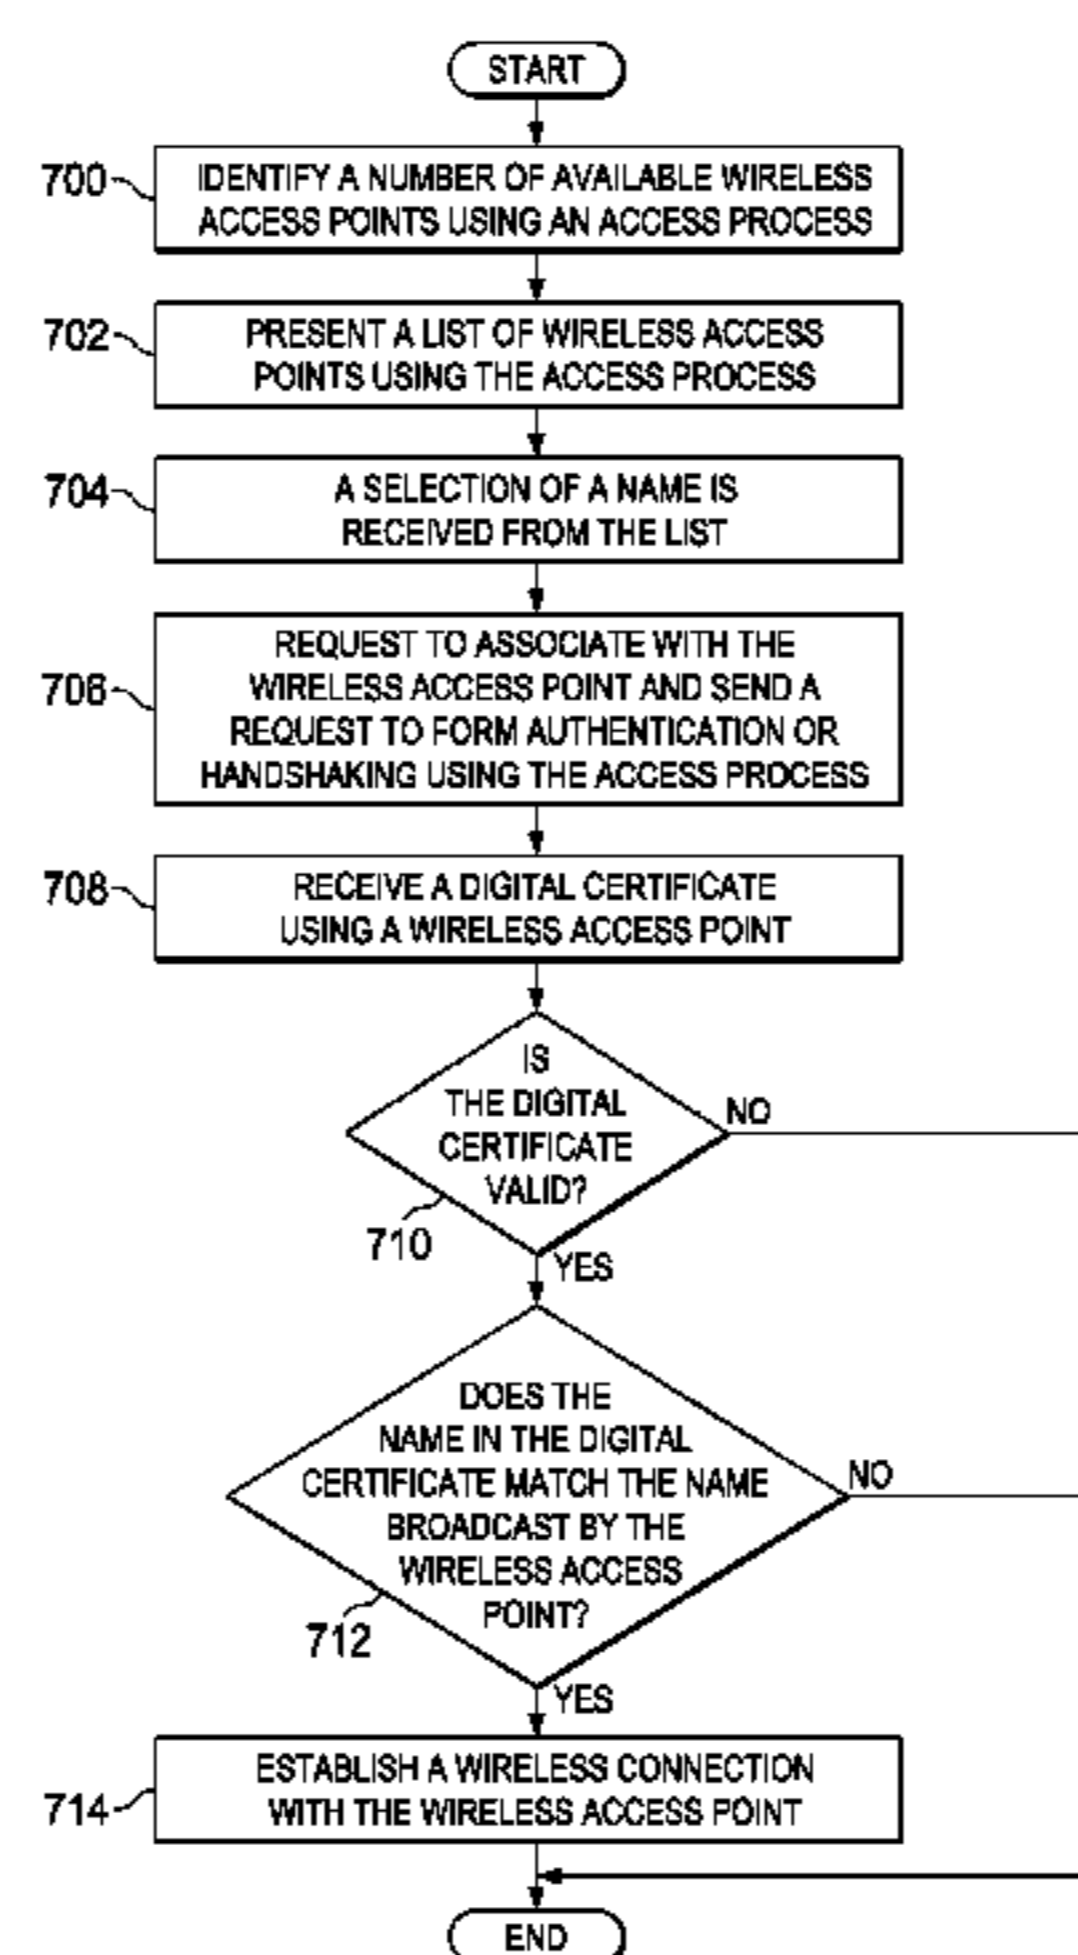 START
700
IDENTIFY A NUMBER OF AVAILABLE WIRELESS
ACCESS POINTS USING AN ACCESS PROCESS
702
PRESENT A LIST OF WIRELESS ACCESS
POINTS USING THE ACCESS PROCESS
704
A SELECTION OF A NAME IS
RECEIVED FROM THE LIST
706
REQUEST TO ASSOCIATE WITH THE
WIRELESS ACCESS POINT AND SEND A
REQUEST TO FORM AUTHENTICATION OR
HANDSHAKING USING THE ACCESS PROCESS
708
RECEIVE A DIGITAL CERTIFICATE
USING A WIRELESS ACCESS POINT
IS
THE DIGITAL
CERTIFICATE
VALID?
NO
710
YES
DOES THE
NAME IN THE DIGITAL
CERTIFICATE MATCH THE NAME
BROADCAST BY THE
WIRELESS ACCESS
POINT?
NO
712
YES
714
ESTABLISH A WIRELESS CONNECTION
WITH THE WIRELESS ACCESS POINT
END